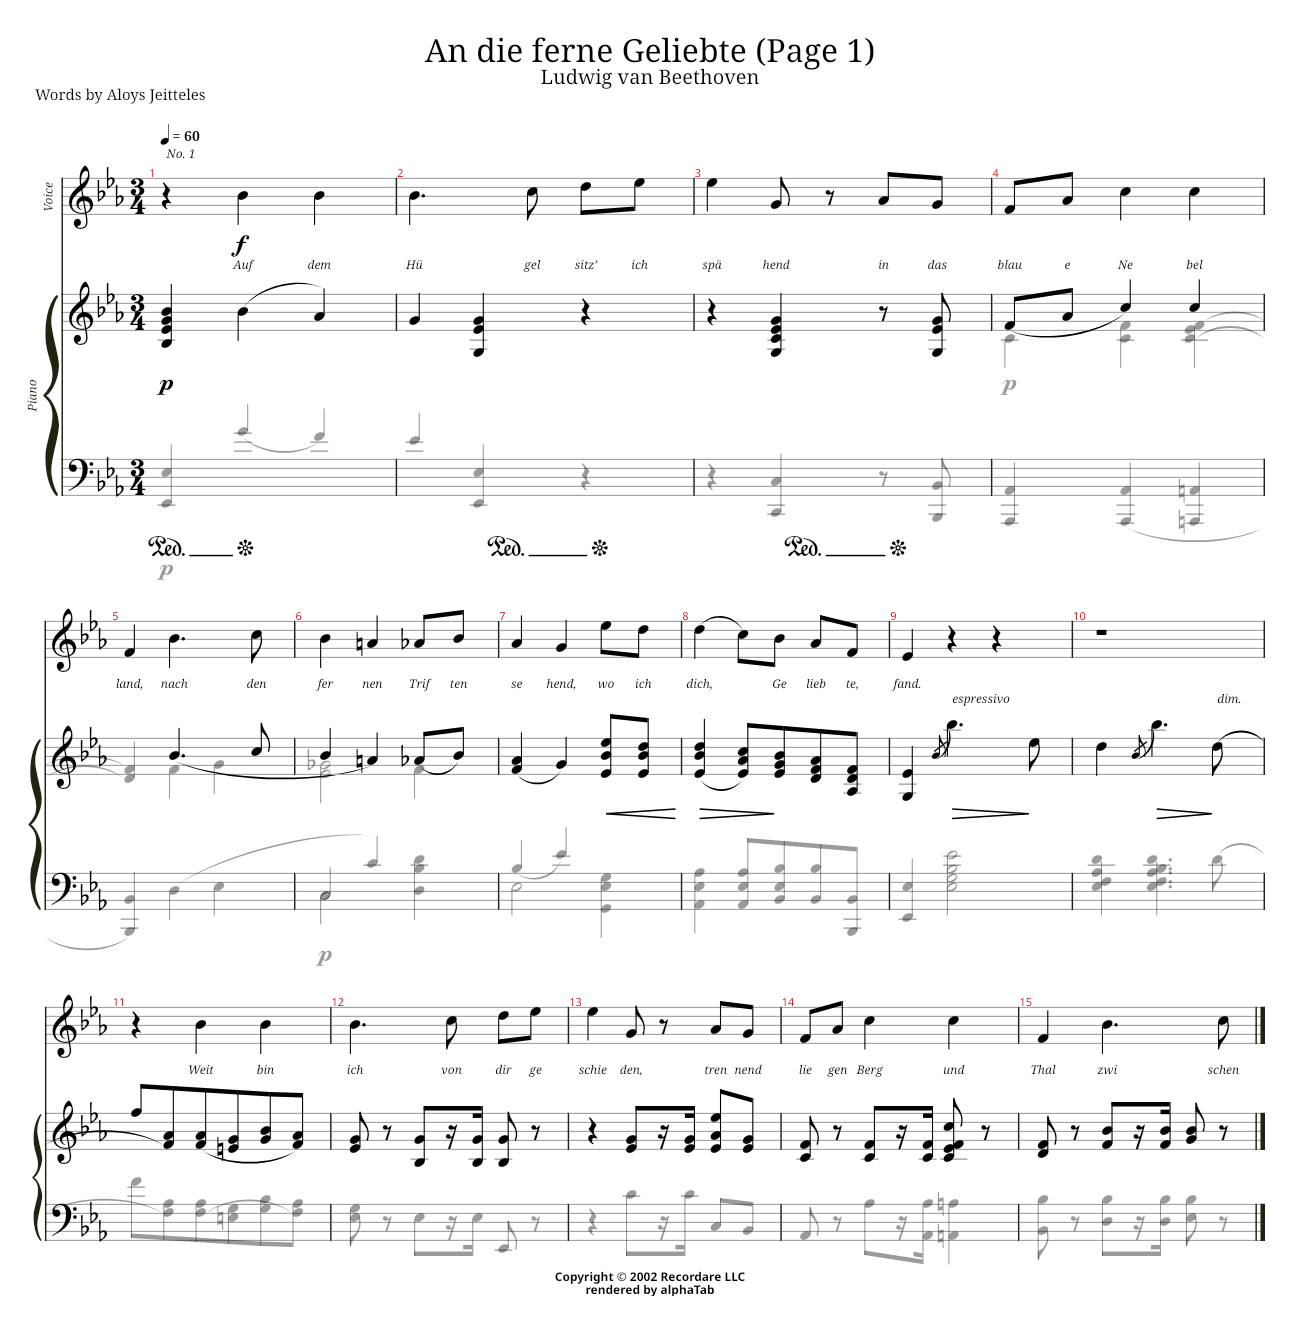 An die ferne Geliebte (Page 1)
Ludwig van Beethoven
Words by Aloys Jeitteles
= 60
No. 1
Voice
1 2 3 4
f
Auf dem Hü gel sitz' ich spä hend in das blau e Ne bel
Piano
p p
Ped. Ped. Ped.
p
5 6 7 8 9 10
land, nach den fer nen Trif ten se hend, wo ich dich, Ge lieb te, fand.
espressivo dim.
p
11 12 13 14 15
Weit bin ich von dir ge schie den, tren nend lie gen Berg und Thal zwi schen
Copyright © 2002 Recordare LLC
rendered by alphaTab